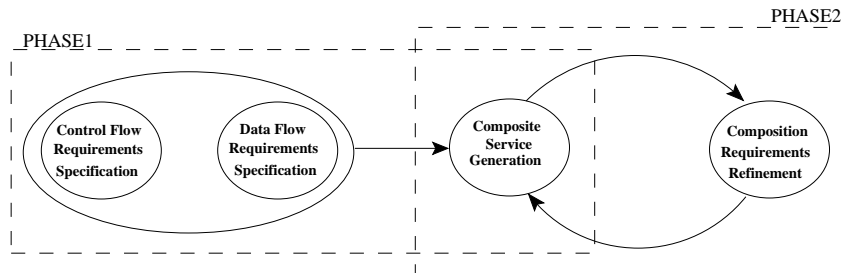 PHASE2
PHASE1
Control Flow
Requirements
Specification
Data Flow
Requirements
Specification
Composite
Service
Generation
Composition
Requirements
Refinement